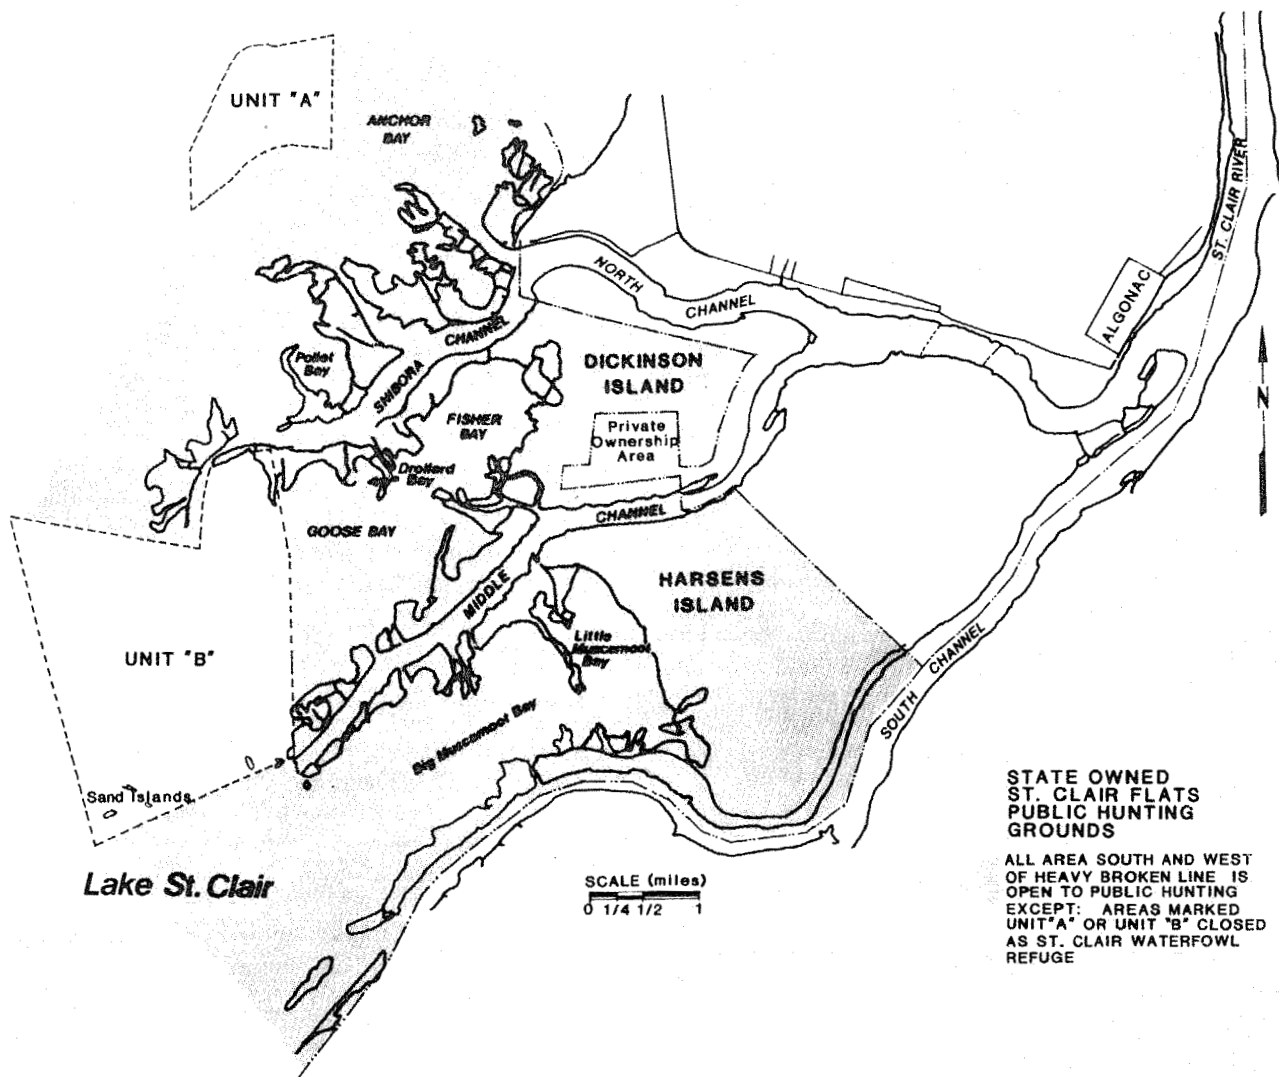 UNIT "A"
ANCHOR
BAY
ST. CLAIR RIVER
NORTH
CHANNEL
ALGONAC
SHIBORA
CHANNEL
Pollet
Bay
DICKINSON
ISLAND
FISHER
BAY
Private
Ownership
Area
Drollard
Bay
GOOSE BAY
CHANNEL
MIDDLE
N
HARSENS
ISLAND
UNIT "B"
Little
Muscamoot
Bay
SOUTH
CHANNEL
Big Muscamoot Bay
Sand Islands
Lake St. Clair
SCALE (miles)
0 1/4 1/2 1
STATE OWNED
ST. CLAIR FLATS
PUBLIC HUNTING
GROUNDS
ALL AREA SOUTH AND WEST
OF HEAVY BROKEN LINE IS
OPEN TO PUBLIC HUNTING
EXCEPT: AREAS MARKED
UNIT"A" OR UNIT "B" CLOSED
AS ST. CLAIR WATERFOWL
REFUGE